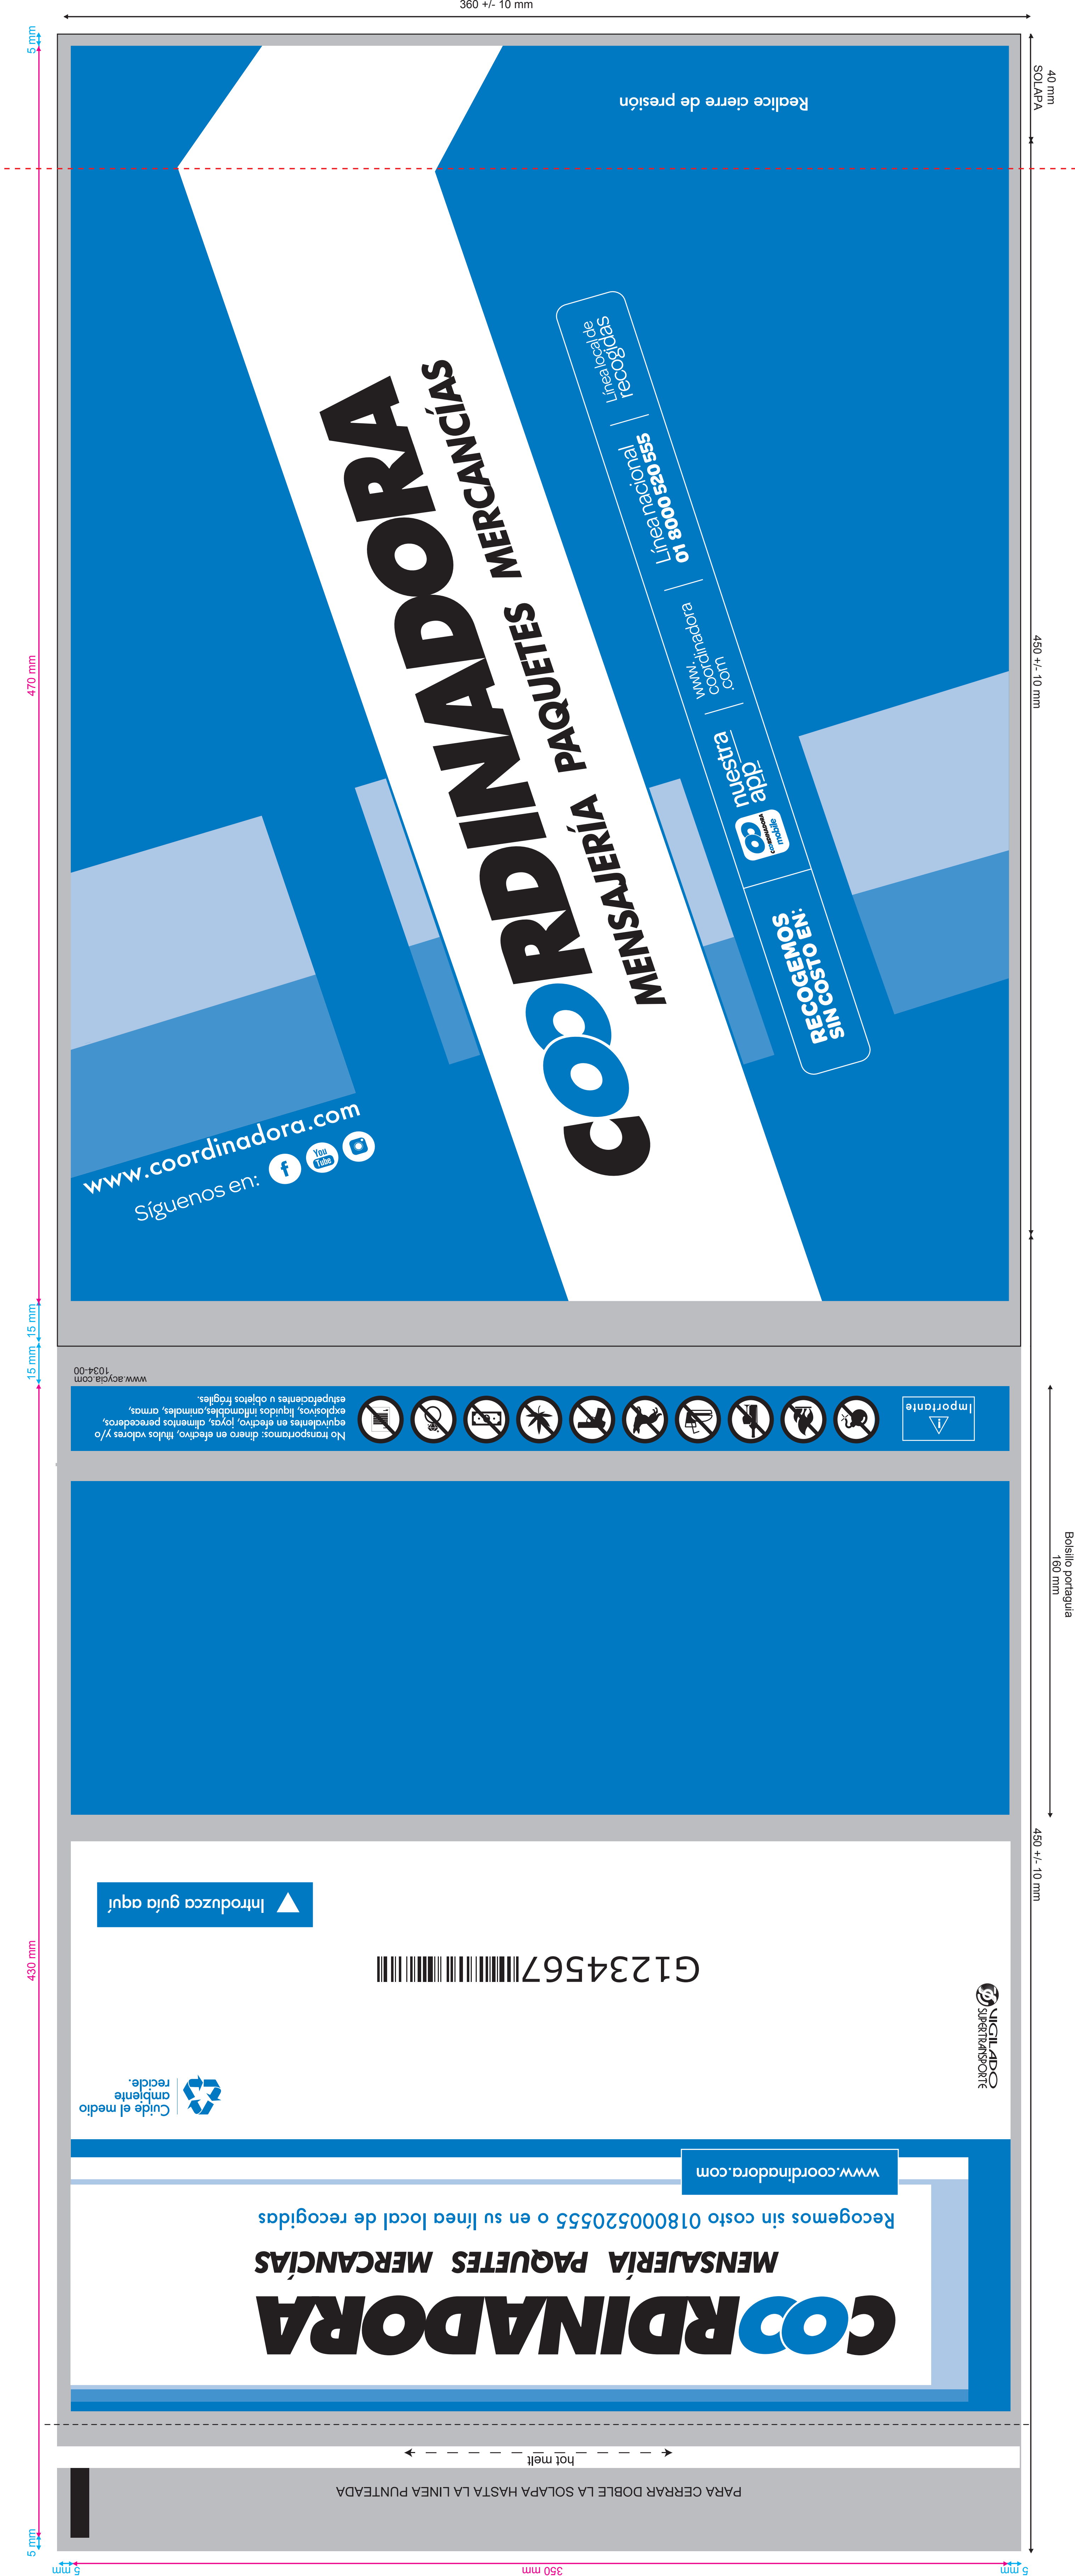 360 +/- 10 mm
5 mm
40 mm
SOLAPA
Realice cierre de presión
470 mm
450 +/- 10 mm
COORDINADORA
MENSAJERÍA PAQUETES MERCANCÍAS
RECOGEMOS
SIN COSTO EN:
COORDINADORA
mobile
nuestra
app
www.
coordinadora
.com
Línea nacional
01 8000 520 555
Línea local de
recogidas
www.coordinadora.com
Síguenos en:
f
You
Tube
15 mm
15 mm
www.acycia.com
1034-00
Importante
No transportamos: dinero en efectivo, títulos valores y/o
equivalentes en efectivo, joyas, alimentos perecederos,
explosivos, liquidos inflamables,animales, armas,
estupefacientes u objetos frágiles.
Bolsillo portaguia
160 mm
450 +/- 10 mm
430 mm
Introduzca guía aquí
G1234567
VIGILADO
SUPERTRANSPORTE
Cuide el medio
ambiente
recicle.
www.coordinadora.com
Recogemos sin costo 018000520555 o en su línea local de recogidas
MENSAJERÍA PAQUETES MERCANCÍAS
COORDINADORA
hot melt
PARA CERRAR DOBLE LA SOLAPA HASTA LA LINEA PUNTEADA
5 mm
5 mm
350 mm
5 mm